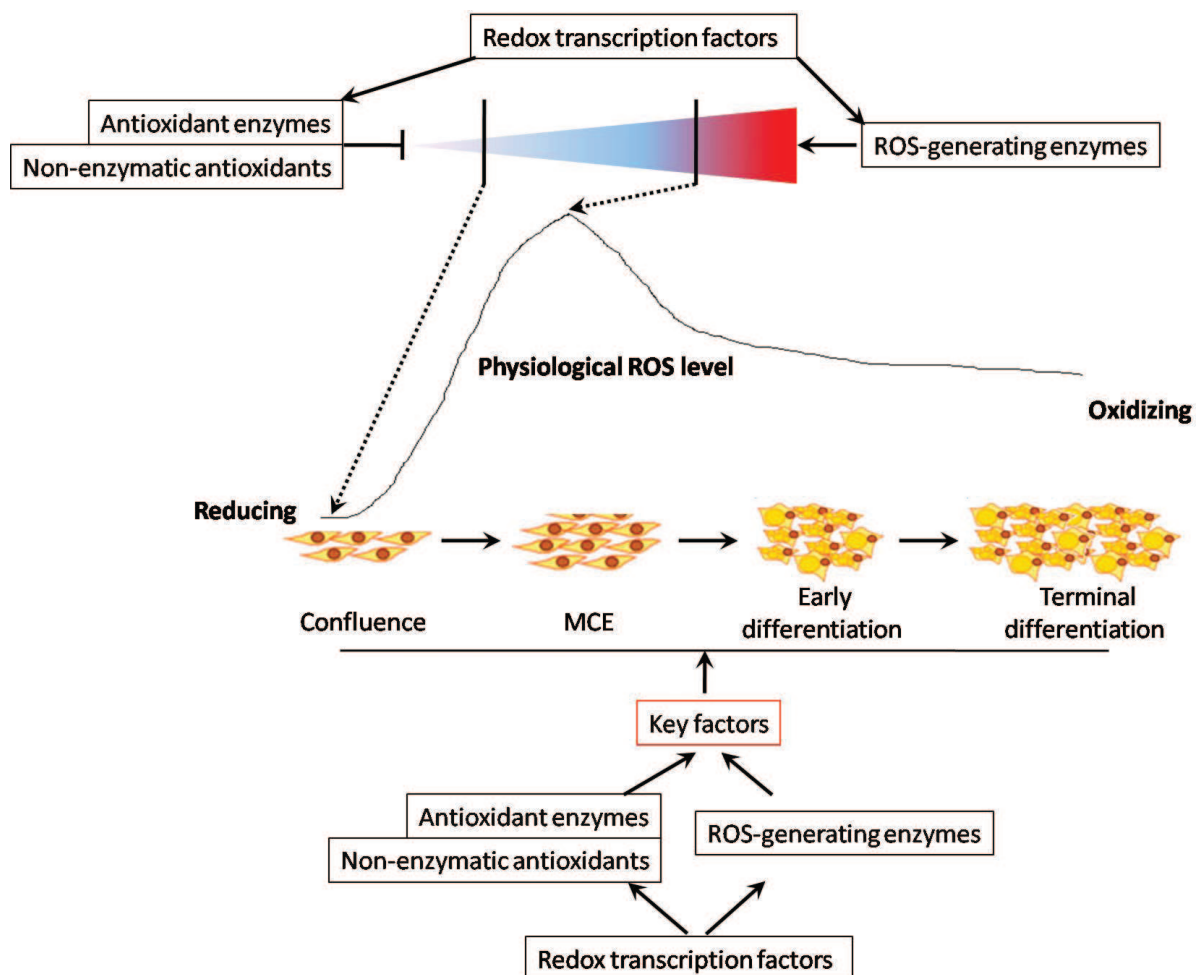 Redox transcription factors
Antioxidant enzymes
Non-enzymatic antioxidants
ROS-generating enzymes
Physiological ROS level
Oxidizing
Reducing
Confluence
MCE
Early
differentiation
Terminal
differentiation
Key factors
Antioxidant enzymes
Non-enzymatic antioxidants
ROS-generating enzymes
Redox transcription factors